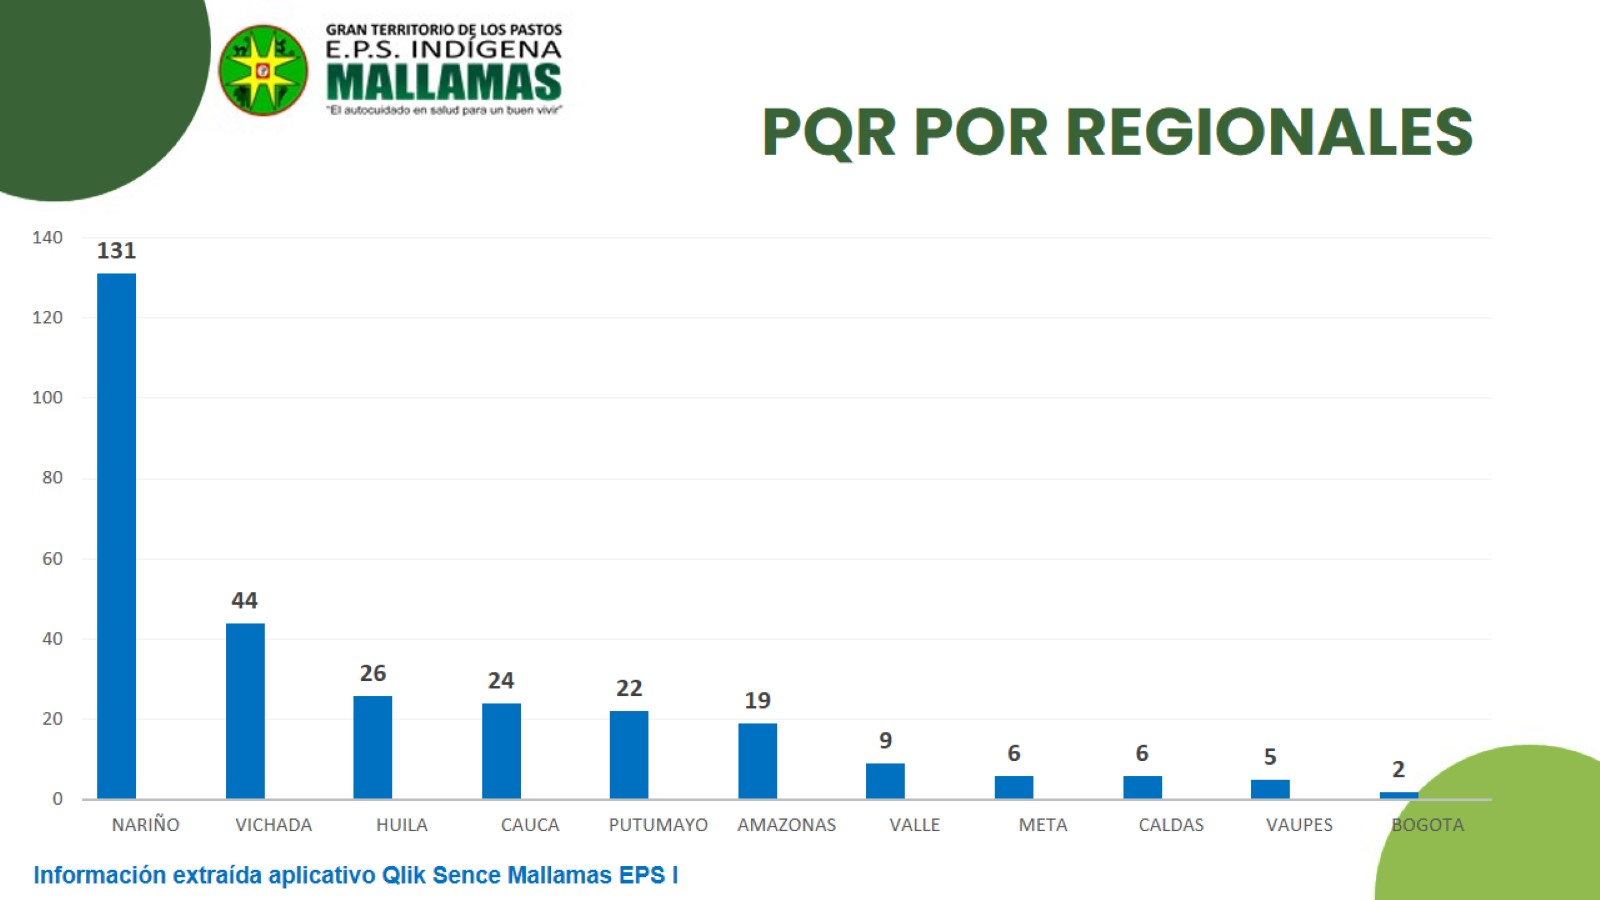 GRAN TERRITORIO DE LOS PASTOS
E.P.S. INDÍGENA
MALLAMAS
"El autocuidado en salud para un buen vivir"
PQR POR REGIONALES
140
120
100
80
60
40
20
0
131
44
26
24
22
19
9
6
6
5
2
NARIÑO VICHADA HUILA CAUCA PUTUMAYO AMAZONAS VALLE META CALDAS VAUPES BOGOTA
Información extraída aplicativo Qlik Sence Mallamas EPS I